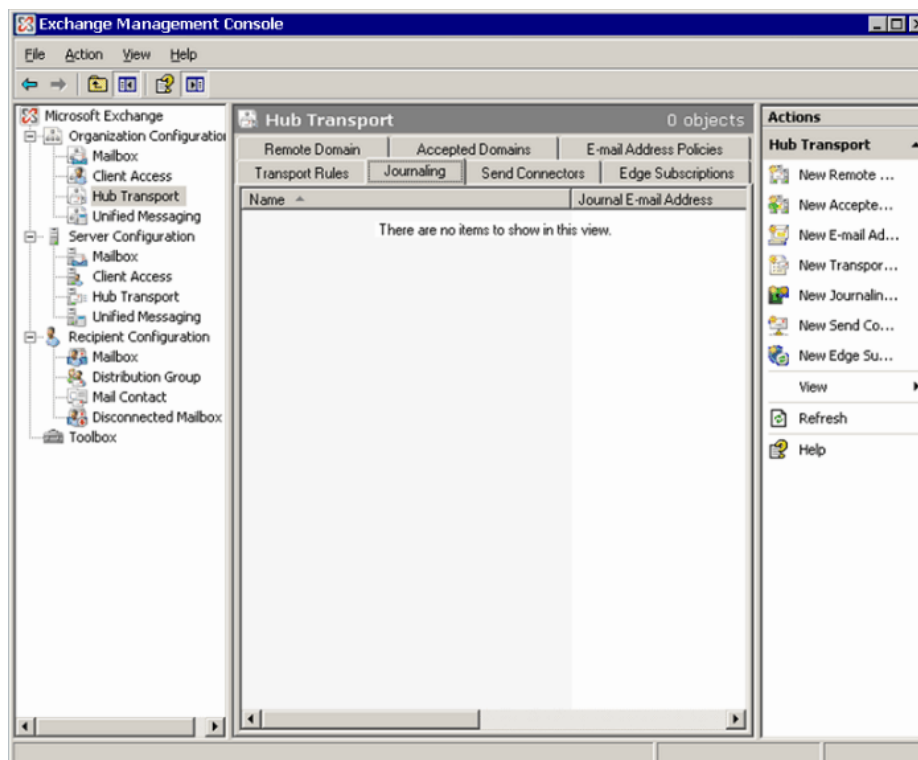 Exchange Management Console
File Action View Help
Microsoft Exchange
Organization Configuration
Mailbox
Client Access
Hub Transport
Unified Messaging
Server Configuration
Mailbox
Client Access
Hub Transport
Unified Messaging
Recipient Configuration
Mailbox
Distribution Group
Mail Contact
Disconnected Mailbox
Toolbox
Hub Transport 0 objects
Remote Domain Accepted Domains E-mail Address Policies
Transport Rules Journaling Send Connectors Edge Subscriptions
Name Journal E-mail Address
There are no items to show in this view.
Actions
Hub Transport
New Remote ...
New Accepte...
New E-mail Ad...
New Transpor...
New Journalin...
New Send Co...
New Edge Su...
View
Refresh
Help